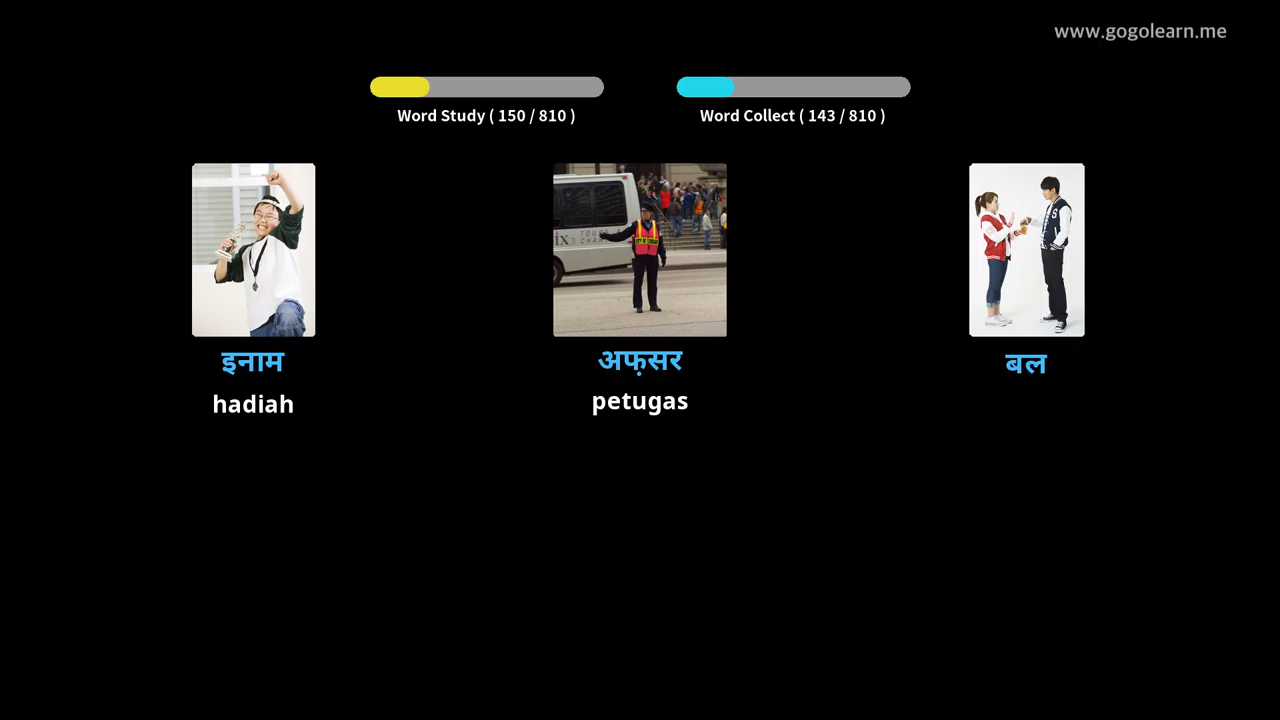 www.gogolearn.me
Word Study ( 150 / 810 )
Word Collect ( 143 / 810 )
इनाम
अफ़सर
बल
hadiah
petugas